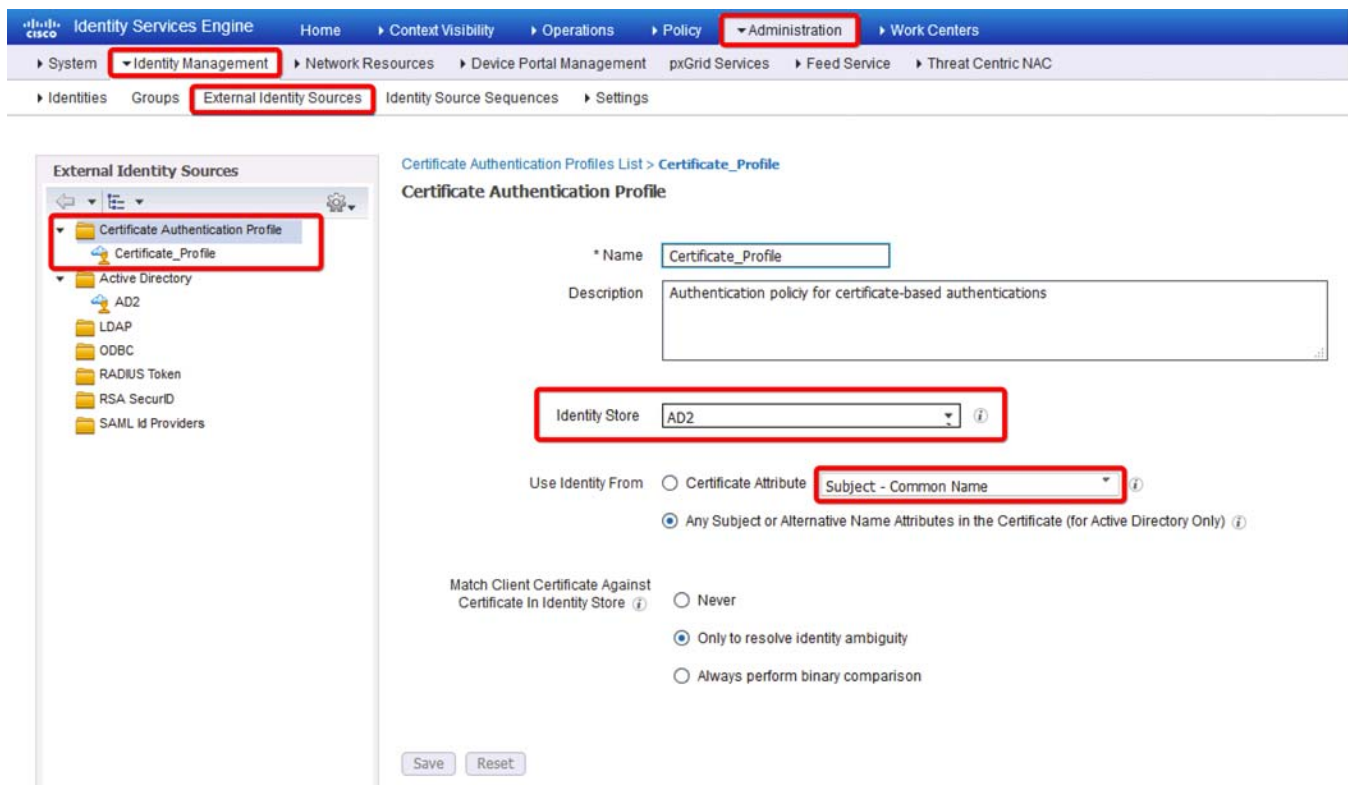 cisco Identity Services Engine Home Context Visibility Operations Policy Administration Work Centers
System Identity Management Network Resources Device Portal Management pxGrid Services Feed Service Threat Centric NAC
Identities Groups External Identity Sources Identity Source Sequences Settings
External Identity Sources
Certificate Authentication Profile
Certificate_Profile
Active Directory
AD2
LDAP
ODBC
RADIUS Token
RSA SecurID
SAML Id Providers
Certificate Authentication Profiles List > Certificate_Profile
Certificate Authentication Profile
* Name Certificate_Profile
Description Authentication policiy for certificate-based authentications
Identity Store AD2
Use Identity From Certificate Attribute Subject - Common Name
Any Subject or Alternative Name Attributes in the Certificate (for Active Directory Only)
Match Client Certificate Against
Certificate In Identity Store Never
Only to resolve identity ambiguity
Always perform binary comparison
Save Reset